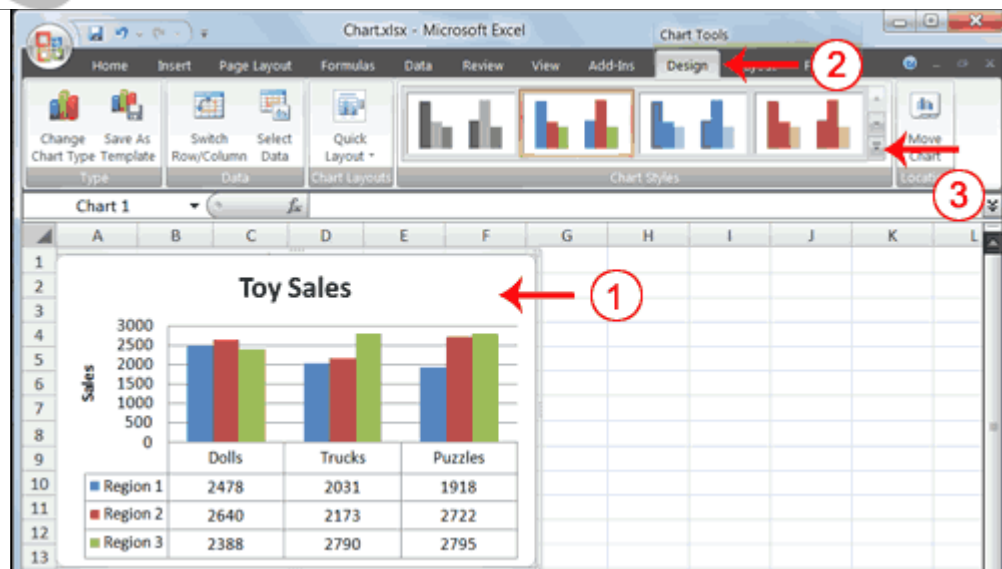 Chart.xlsx - Microsoft Excel
Chart Tools
Home Insert Page Layout Formulas Data Review View Add-Ins Design
2
Change Chart Type
Save As Template
Switch Row/Column
Select Data
Quick Layout
Move Chart
Type Data Chart Layouts Chart Styles
3
Chart 1
fx
A B C D E F G H I J K L
1
2
3
4
5
6
7
8
9
10
11
12
13
Toy Sales
1
Sales
3000
2500
2000
1500
1000
500
0
Dolls Trucks Puzzles
Region 1 2478 2031 1918
Region 2 2640 2173 2722
Region 3 2388 2790 2795